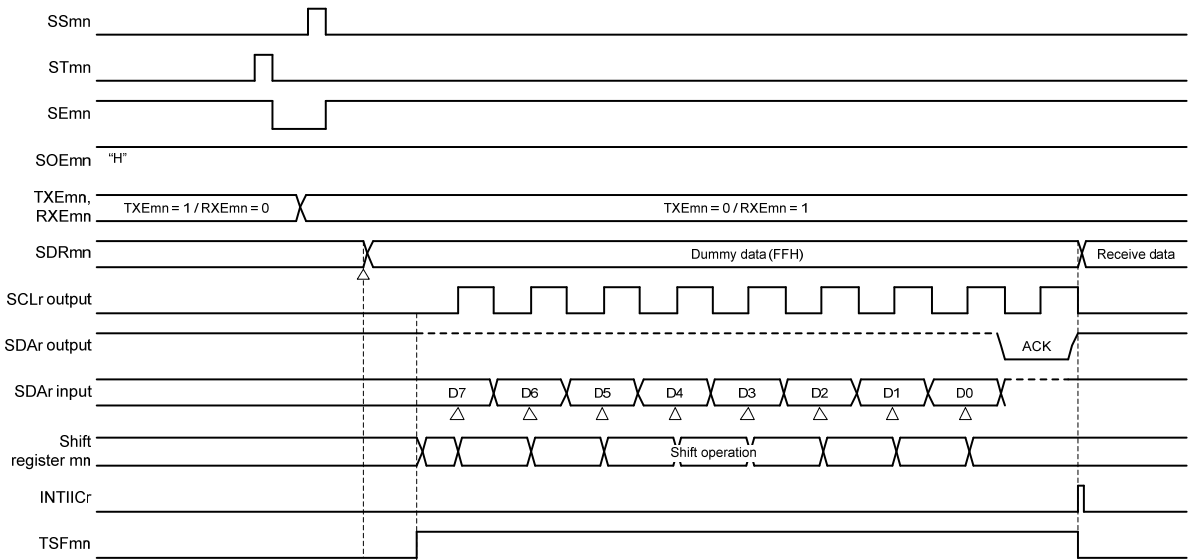 SSmn
STmn
SEmn
SOEmn "H"
TXEmn,
RXEmn
TXEmn = 1 / RXEmn = 0 TXEmn = 0 / RXEmn = 1
SDRmn Dummy data (FFH) Receive data
SCLr output
SDAr output ACK
SDAr input D7 D6 D5 D4 D3 D2 D1 D0
Shift
register mn
Shift operation
INTIICr
TSFmn